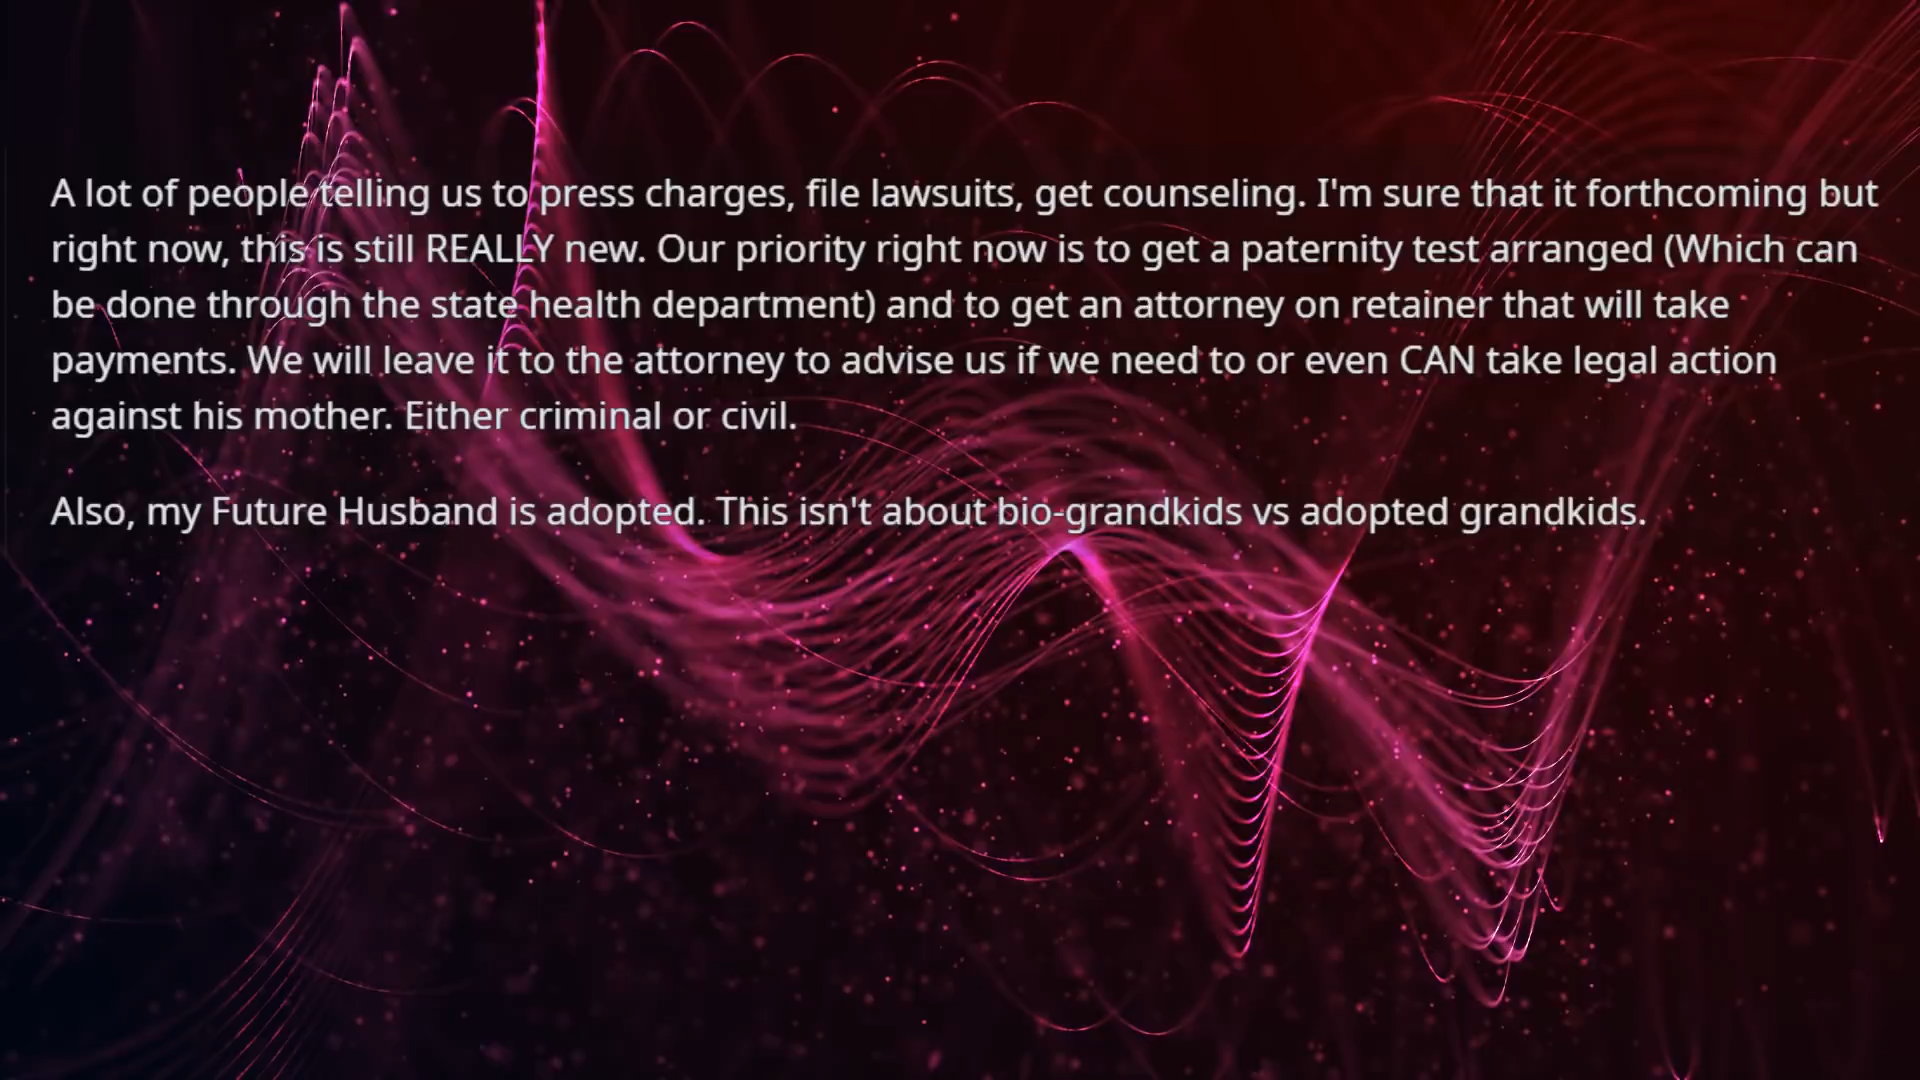 A lot of people telling us to press charges, file lawsuits, get counseling. I'm sure that it forthcoming but
right now, this is still REALLY new. Our priority right now is to get a paternity test arranged (Which can
be done through the state health department) and to get an attorney on retainer that will take
payments. We will leave it to the attorney to advise us if we need to or even CAN take legal action
against his mother. Either criminal or civil.
Also, my Future Husband is adopted. This isn't about bio-grandkids vs adopted grandkids.